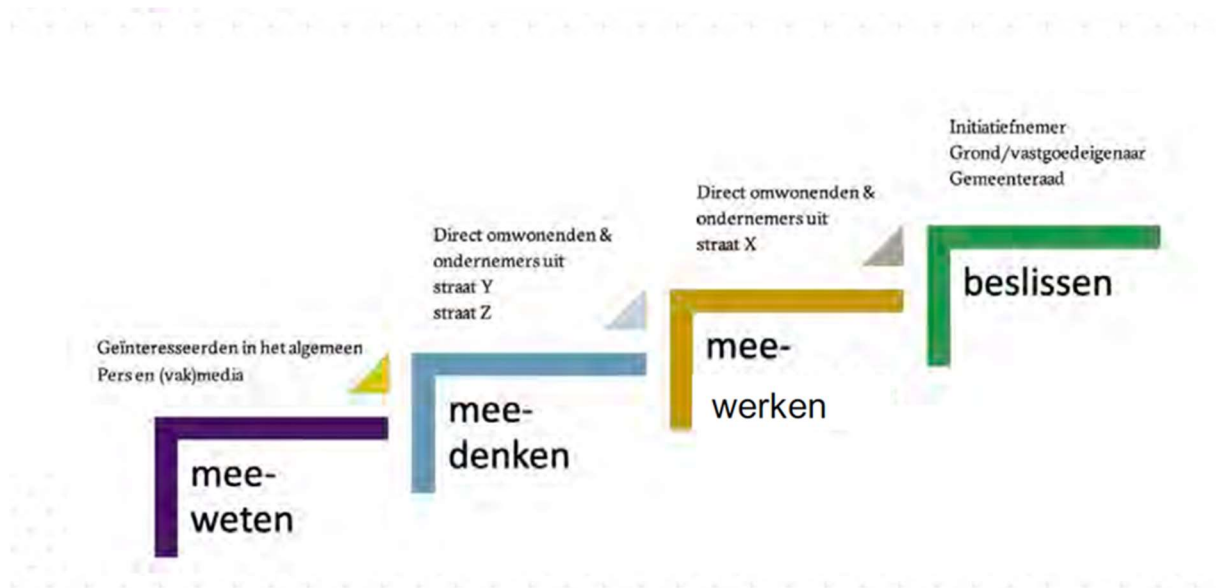 Geïnteresseerden in het algemeen
Pers en (vak)media
mee-
weten
Direct omwonenden &
ondernemers uit
straat Y
straat Z
mee-
denken
Direct omwonenden &
ondernemers uit
straat X
mee-
werken
Initiatiefnemer
Grond/vastgoedeigenaar
Gemeenteraad
beslissen